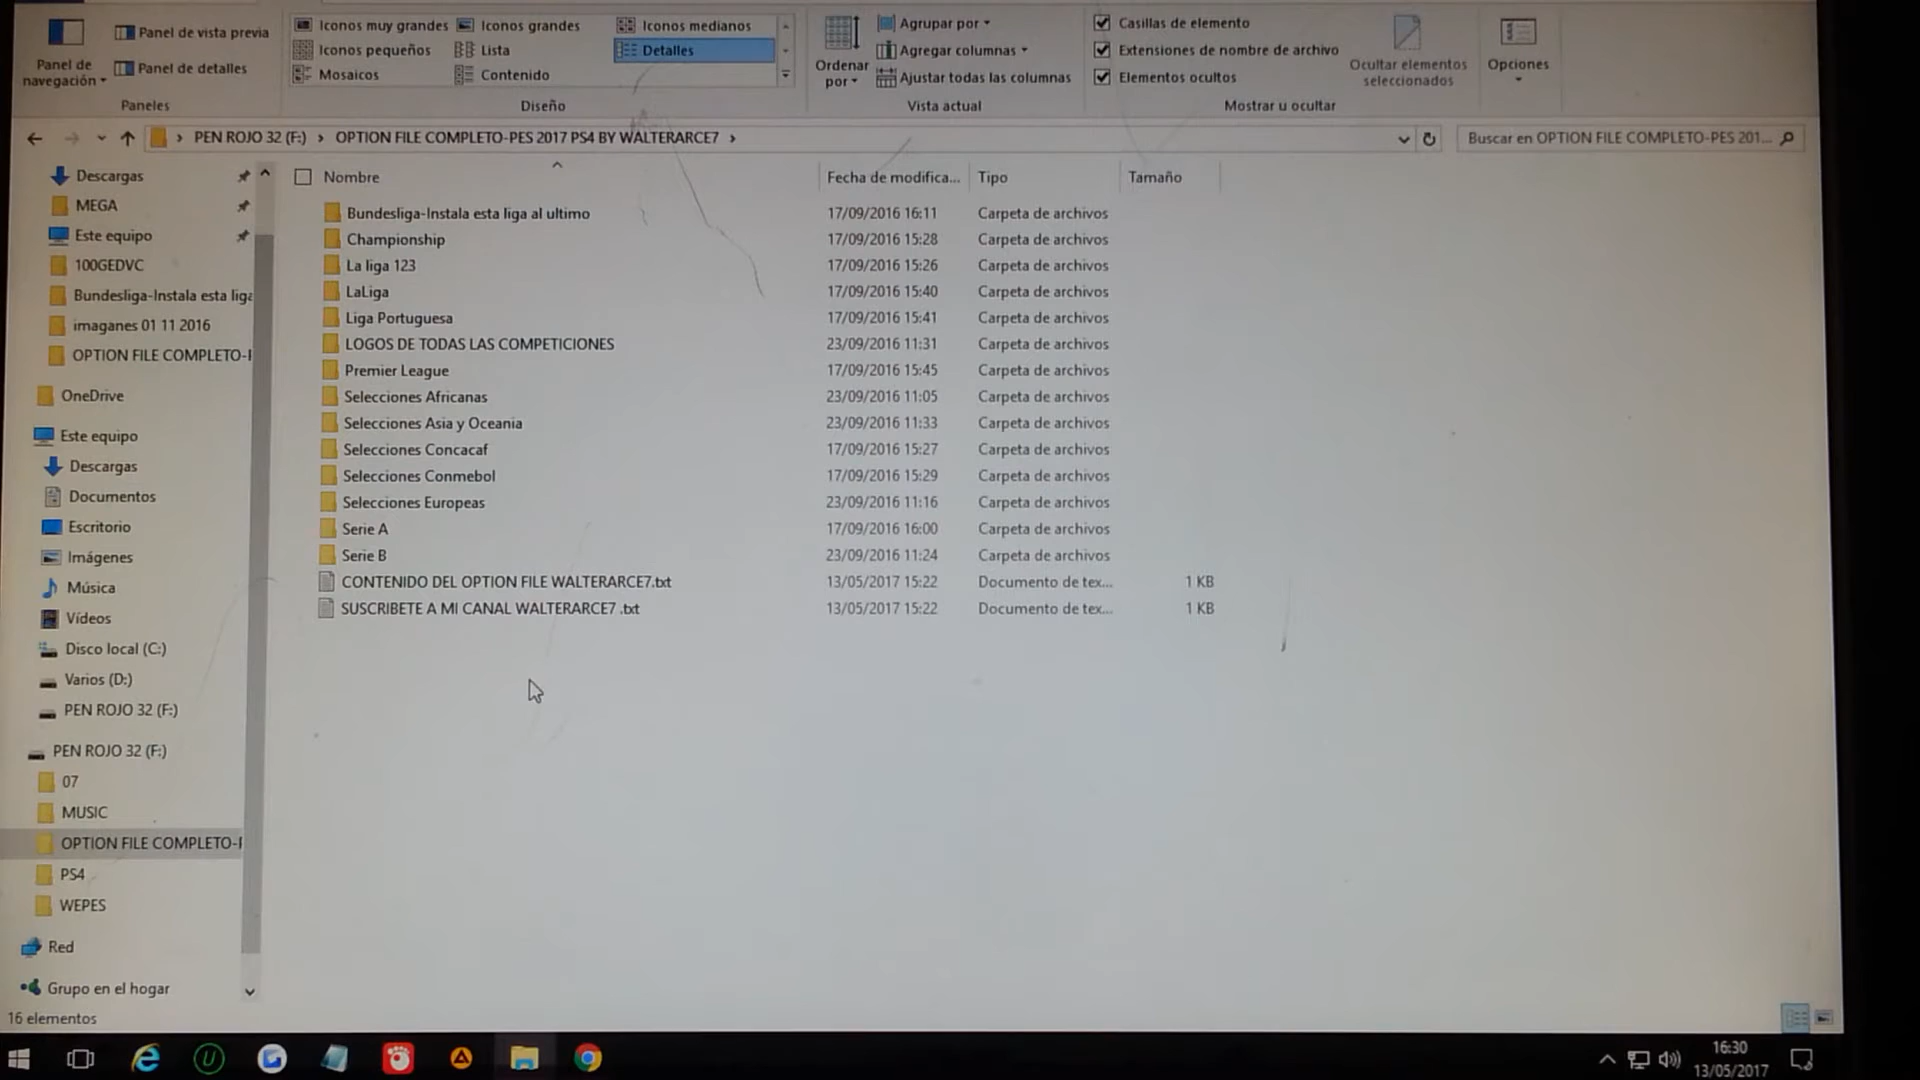 Panel de navegación
Panel de vista previa
Panel de detalles
Paneles
Iconos muy grandes
Iconos grandes
Iconos medianos
Iconos pequeños
Lista
Detalles
Mosaicos
Contenido
Diseño
Ordenar por
Agrupar por
Agregar columnas
Ajustar todas las columnas
Vista actual
Casillas de elemento
Extensiones de nombre de archivo
Elementos ocultos
Ocultar elementos seleccionados
Mostrar u ocultar
Opciones
PEN ROJO 32 (F:) › OPTION FILE COMPLETO-PES 2017 PS4 BY WALTERARCE7 ›
Buscar en OPTION FILE COMPLETO-PES 201...
Descargas
MEGA
Este equipo
100GEDVC
Bundesliga-Instala esta liga
imaganes 01 11 2016
OPTION FILE COMPLETO-
OneDrive
Este equipo
Descargas
Documentos
Escritorio
Imágenes
Música
Vídeos
Disco local (C:)
Varios (D:)
PEN ROJO 32 (F:)
PEN ROJO 32 (F:)
07
MUSIC
OPTION FILE COMPLETO-
PS4
WEPES
Red
Grupo en el hogar
Nombre Fecha de modifica... Tipo Tamaño
Bundesliga-Instala esta liga al ultimo 17/09/2016 16:11 Carpeta de archivos
Championship 17/09/2016 15:28 Carpeta de archivos
La liga 123 17/09/2016 15:26 Carpeta de archivos
LaLiga 17/09/2016 15:40 Carpeta de archivos
Liga Portuguesa 17/09/2016 15:41 Carpeta de archivos
LOGOS DE TODAS LAS COMPETICIONES 23/09/2016 11:31 Carpeta de archivos
Premier League 17/09/2016 15:45 Carpeta de archivos
Selecciones Africanas 23/09/2016 11:05 Carpeta de archivos
Selecciones Asia y Oceania 23/09/2016 11:33 Carpeta de archivos
Selecciones Concacaf 17/09/2016 15:27 Carpeta de archivos
Selecciones Conmebol 17/09/2016 15:29 Carpeta de archivos
Selecciones Europeas 23/09/2016 11:16 Carpeta de archivos
Serie A 17/09/2016 16:00 Carpeta de archivos
Serie B 23/09/2016 11:24 Carpeta de archivos
CONTENIDO DEL OPTION FILE WALTERARCE7.txt 13/05/2017 15:22 Documento de tex... 1 KB
SUSCRIBETE A MI CANAL WALTERARCE7 .txt 13/05/2017 15:22 Documento de tex... 1 KB
16 elementos
16:30
13/05/2017